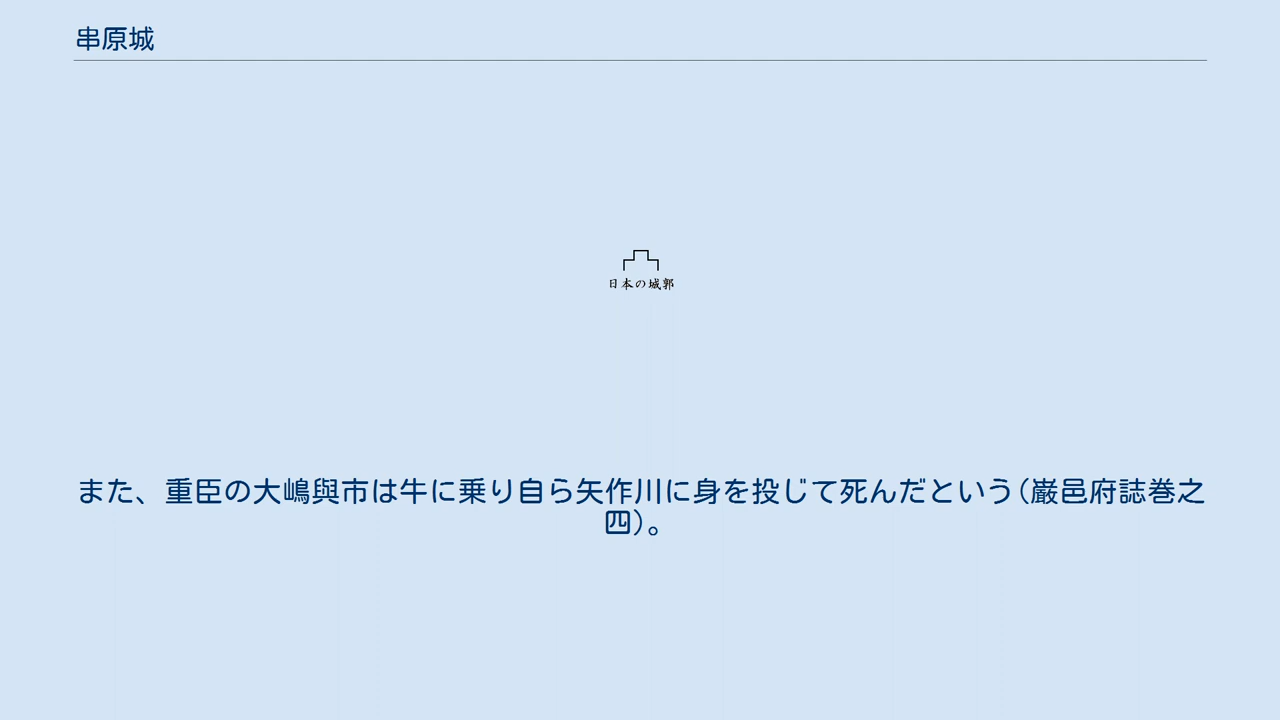 串原城
日本の城郭
また、重臣の大嶋與市は牛に乗り自ら矢作川に身を投じて死んだという(巌邑府誌巻之
四)。